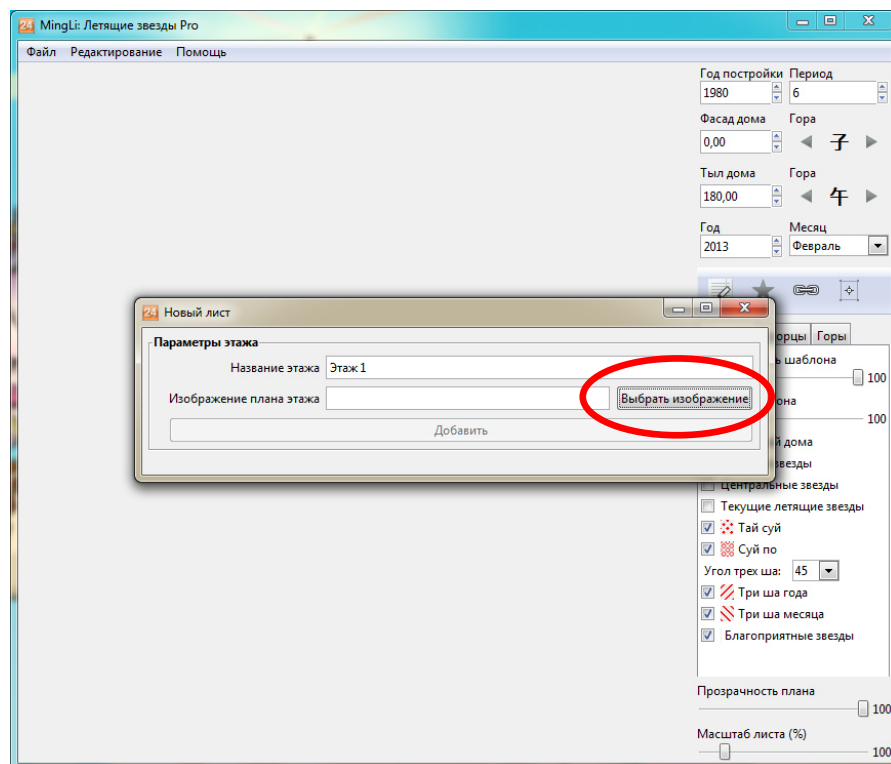 24 MingLi: Летящие звезды Pro
Файл Редактирование Помощь
Год постройки Период
1980 6
Фасад дома Гора
0,00 子
Тыл дома Гора
180,00 午
Год Месяц
2013 Февраль
24 Новый лист
Параметры этажа
Название этажа Этаж 1
Изображение плана этажа Выбрать изображение
Добавить
Горы
шаблона
100
100
дома
звезды
Центральные звезды
Текущие летящие звезды
Тай суй
Суй по
Угол трех ша: 45
Три ша года
Три ша месяца
Благоприятные звезды
Прозрачность плана
100
Масштаб листа (%)
100